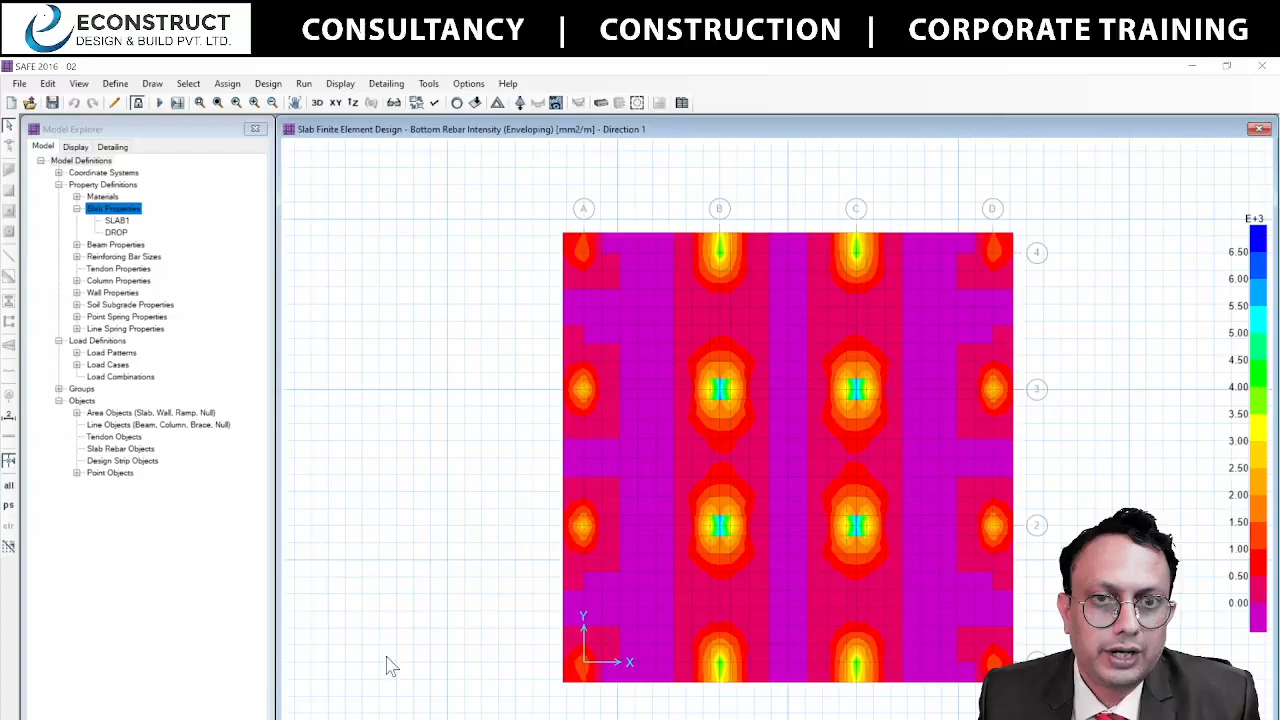 ECONSTRUCT
DESIGN & BUILD PVT. LTD.
CONSULTANCY | CONSTRUCTION | CORPORATE TRAINING
SAFE 2016 - 02
File Edit View Define Draw Select Assign Design Run Display Detailing Tools Options Help
3D XY
Model Explorer
Slab Finite Element Design - Bottom Rebar Intensity (Enveloping) [mm2/m] - Direction 1
Model Display Detailing
Model Definitions
Coordinate Systems
Property Definitions
Materials
Slab Properties
SLAB1
DROP
Beam Properties
Reinforcing Bar Sizes
Tendon Properties
Column Properties
Wall Properties
Soil Subgrade Properties
Point Spring Properties
Line Spring Properties
Load Definitions
Load Patterns
Load Cases
Load Combinations
Groups
Objects
Area Objects (Slab, Wall, Ramp, Null)
Line Objects (Beam, Column, Brace, Null)
Tendon Objects
Slab Rebar Objects
Design Strip Objects
Point Objects
all
ps
clr
A B C D
4
3
2
Y
X
E+3
6.50
6.00
5.50
5.00
4.50
4.00
3.50
3.00
2.50
2.00
1.50
1.00
0.50
0.00